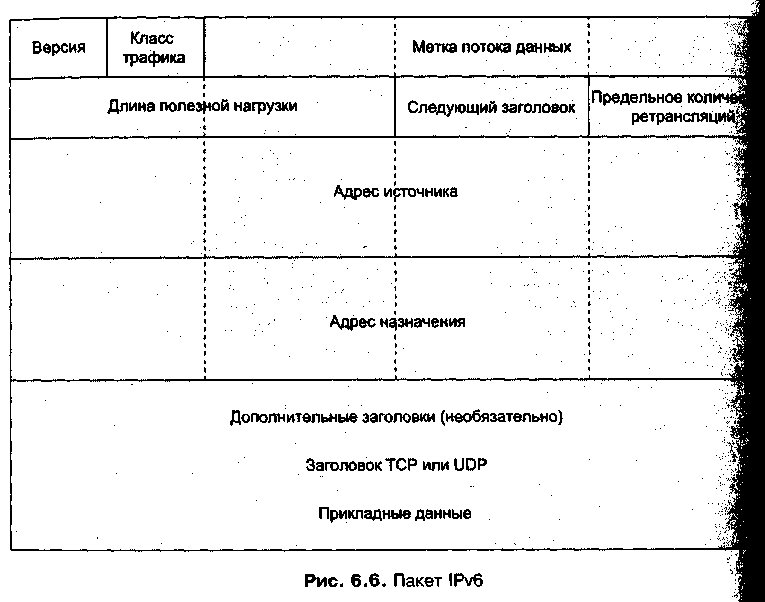 Версия
Класс
трафика
Метка потока данных
Длина полезной нагрузки
Следующий заголовок
Предельное
ретрансляций
Адрес источника
Адрес назначения
Дополнительные заголовки (необязательно)
Заголовок TCP или UDP
Прикладные данные
Рис. 6.6. Пакет IPv6